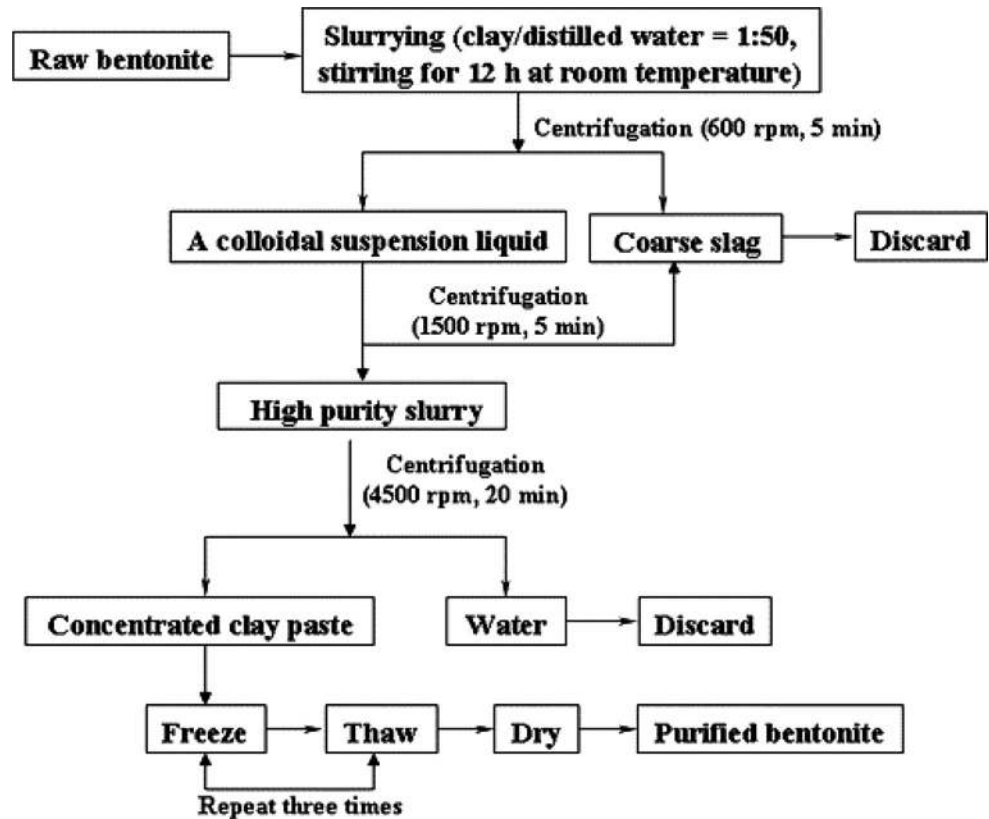 Raw bentonite
Slurrying (clay/distilled water = 1:50,
stirring for 12 h at room temperature)
Centrifugation (600 rpm, 5 min)
A colloidal suspension liquid
Coarse slag
Discard
Centrifugation
(1500 rpm, 5 min)
High purity slurry
Centrifugation
(4500 rpm, 20 min)
Concentrated clay paste
Water
Discard
Freeze
Thaw
Dry
Purified bentonite
Repeat three times